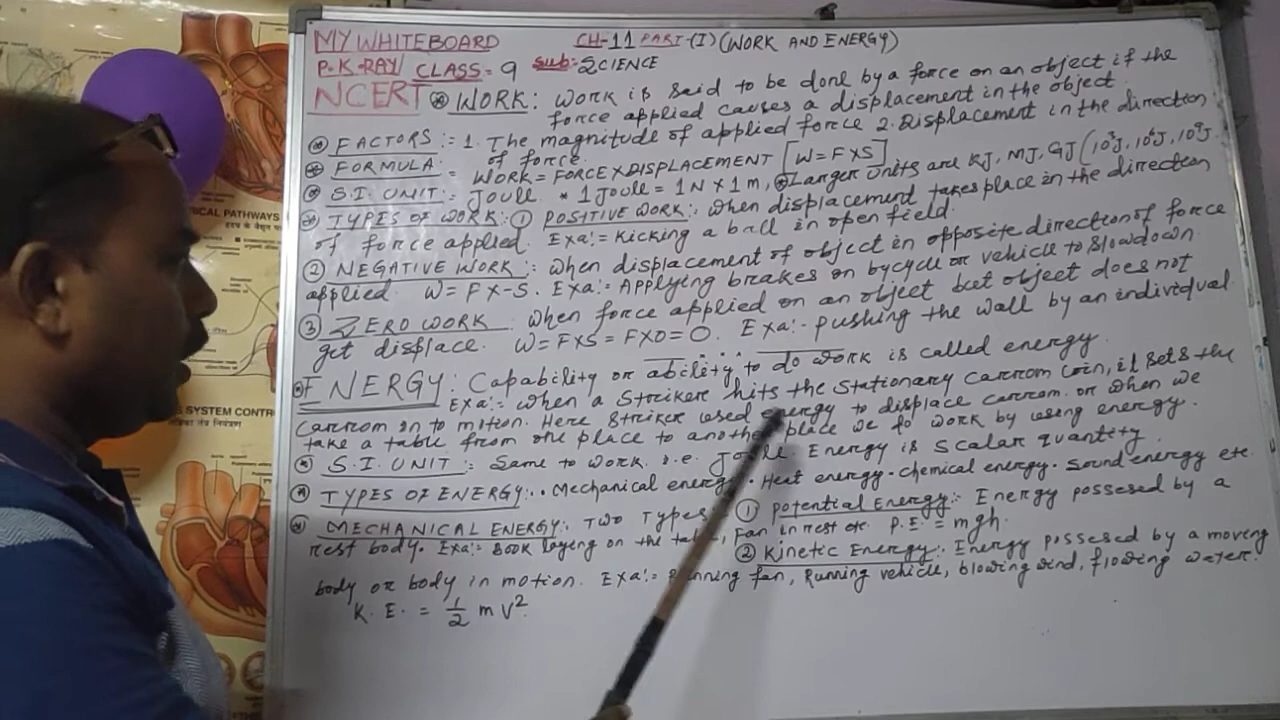 MY WHITEBOARD CH-11 PART-(I) (WORK AND ENERGY)
P.K.RAY/ CLASS=9 Sub:- SCIENCE
NCERT WORK: Work is said to be done by a force on an object if the
force applied causes a displacement in the object
FACTORS := 1. The magnitude of applied force 2. Displacement in the direction
of force.
FORMULA = WORK = FORCE X DISPLACEMENT [W = F X S]
S.I. UNIT := JOULE * 1 Joule = 1N X 1m, Larger units are KJ, MJ, GJ (10³J, 10⁶J, 10⁹J
TYPES OF WORK: ① POSITIVE WORK: When displacement takes place in the direction
of force applied. Exa:= Kicking a ball in open field.
② NEGATIVE WORK: When displacement of object in opposite direction of force
applied. W = F X -S. Exa:= Applying brakes on bycycle or vehicle to slowdown
③ ZERO WORK When force applied on an object but object does not
get displace. W = F X S = F X 0 = 0. Exa:- pushing the wall by an individual
ENERGY: Capability or ability to do work is called energy
Exa:= When a Striker hits the Stationary Carrom Coin, it sets the
Carrom on to motion. Here Striker used energy to displace carrom. or when we
take a table from one place to another place we do work by using energy.
S.I. UNIT: Same to work. i.e. Joule. Energy is Scalar quantity.
TYPES OF ENERGY: • Mechanical energy • Heat energy • chemical energy • Sound energy etc.
MECHANICAL ENERGY: Two Types ① Potential Energy:- Energy possesed by a
rest body. Exa:- Book laying on the table, Fan in rest etc. P.E. = mgh.
② Kinetic Energy:. Energy possesed by a moving
body or body in motion. Exa:= Running fan, Running vehicle, blowing wind, flowing water.
K.E. = 1/2 mv².
ICAL PATHWAYS
S SYSTEM CONTR